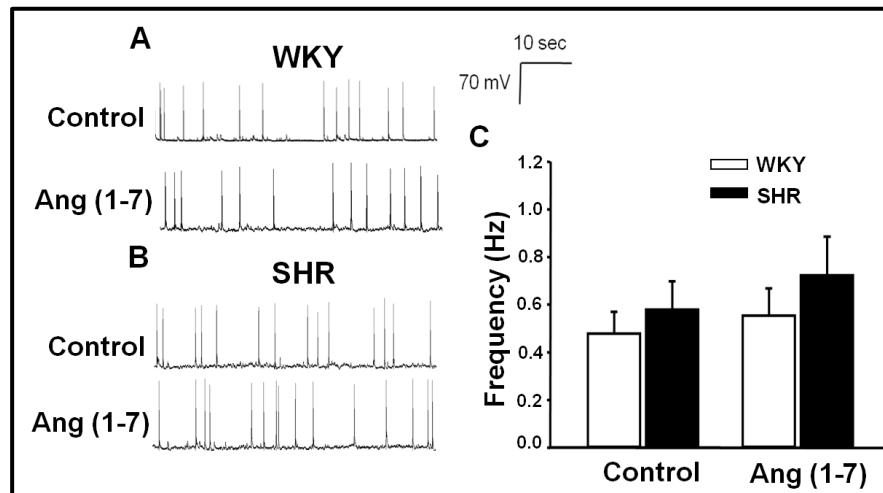 A
WKY
Control
Ang (1-7)
B
SHR
Control
Ang (1-7)
10 sec
70 mV
C
WKY
SHR
Frequency (Hz)
1.2
1.0
0.8
0.6
0.4
0.2
0.0
Control
Ang (1-7)